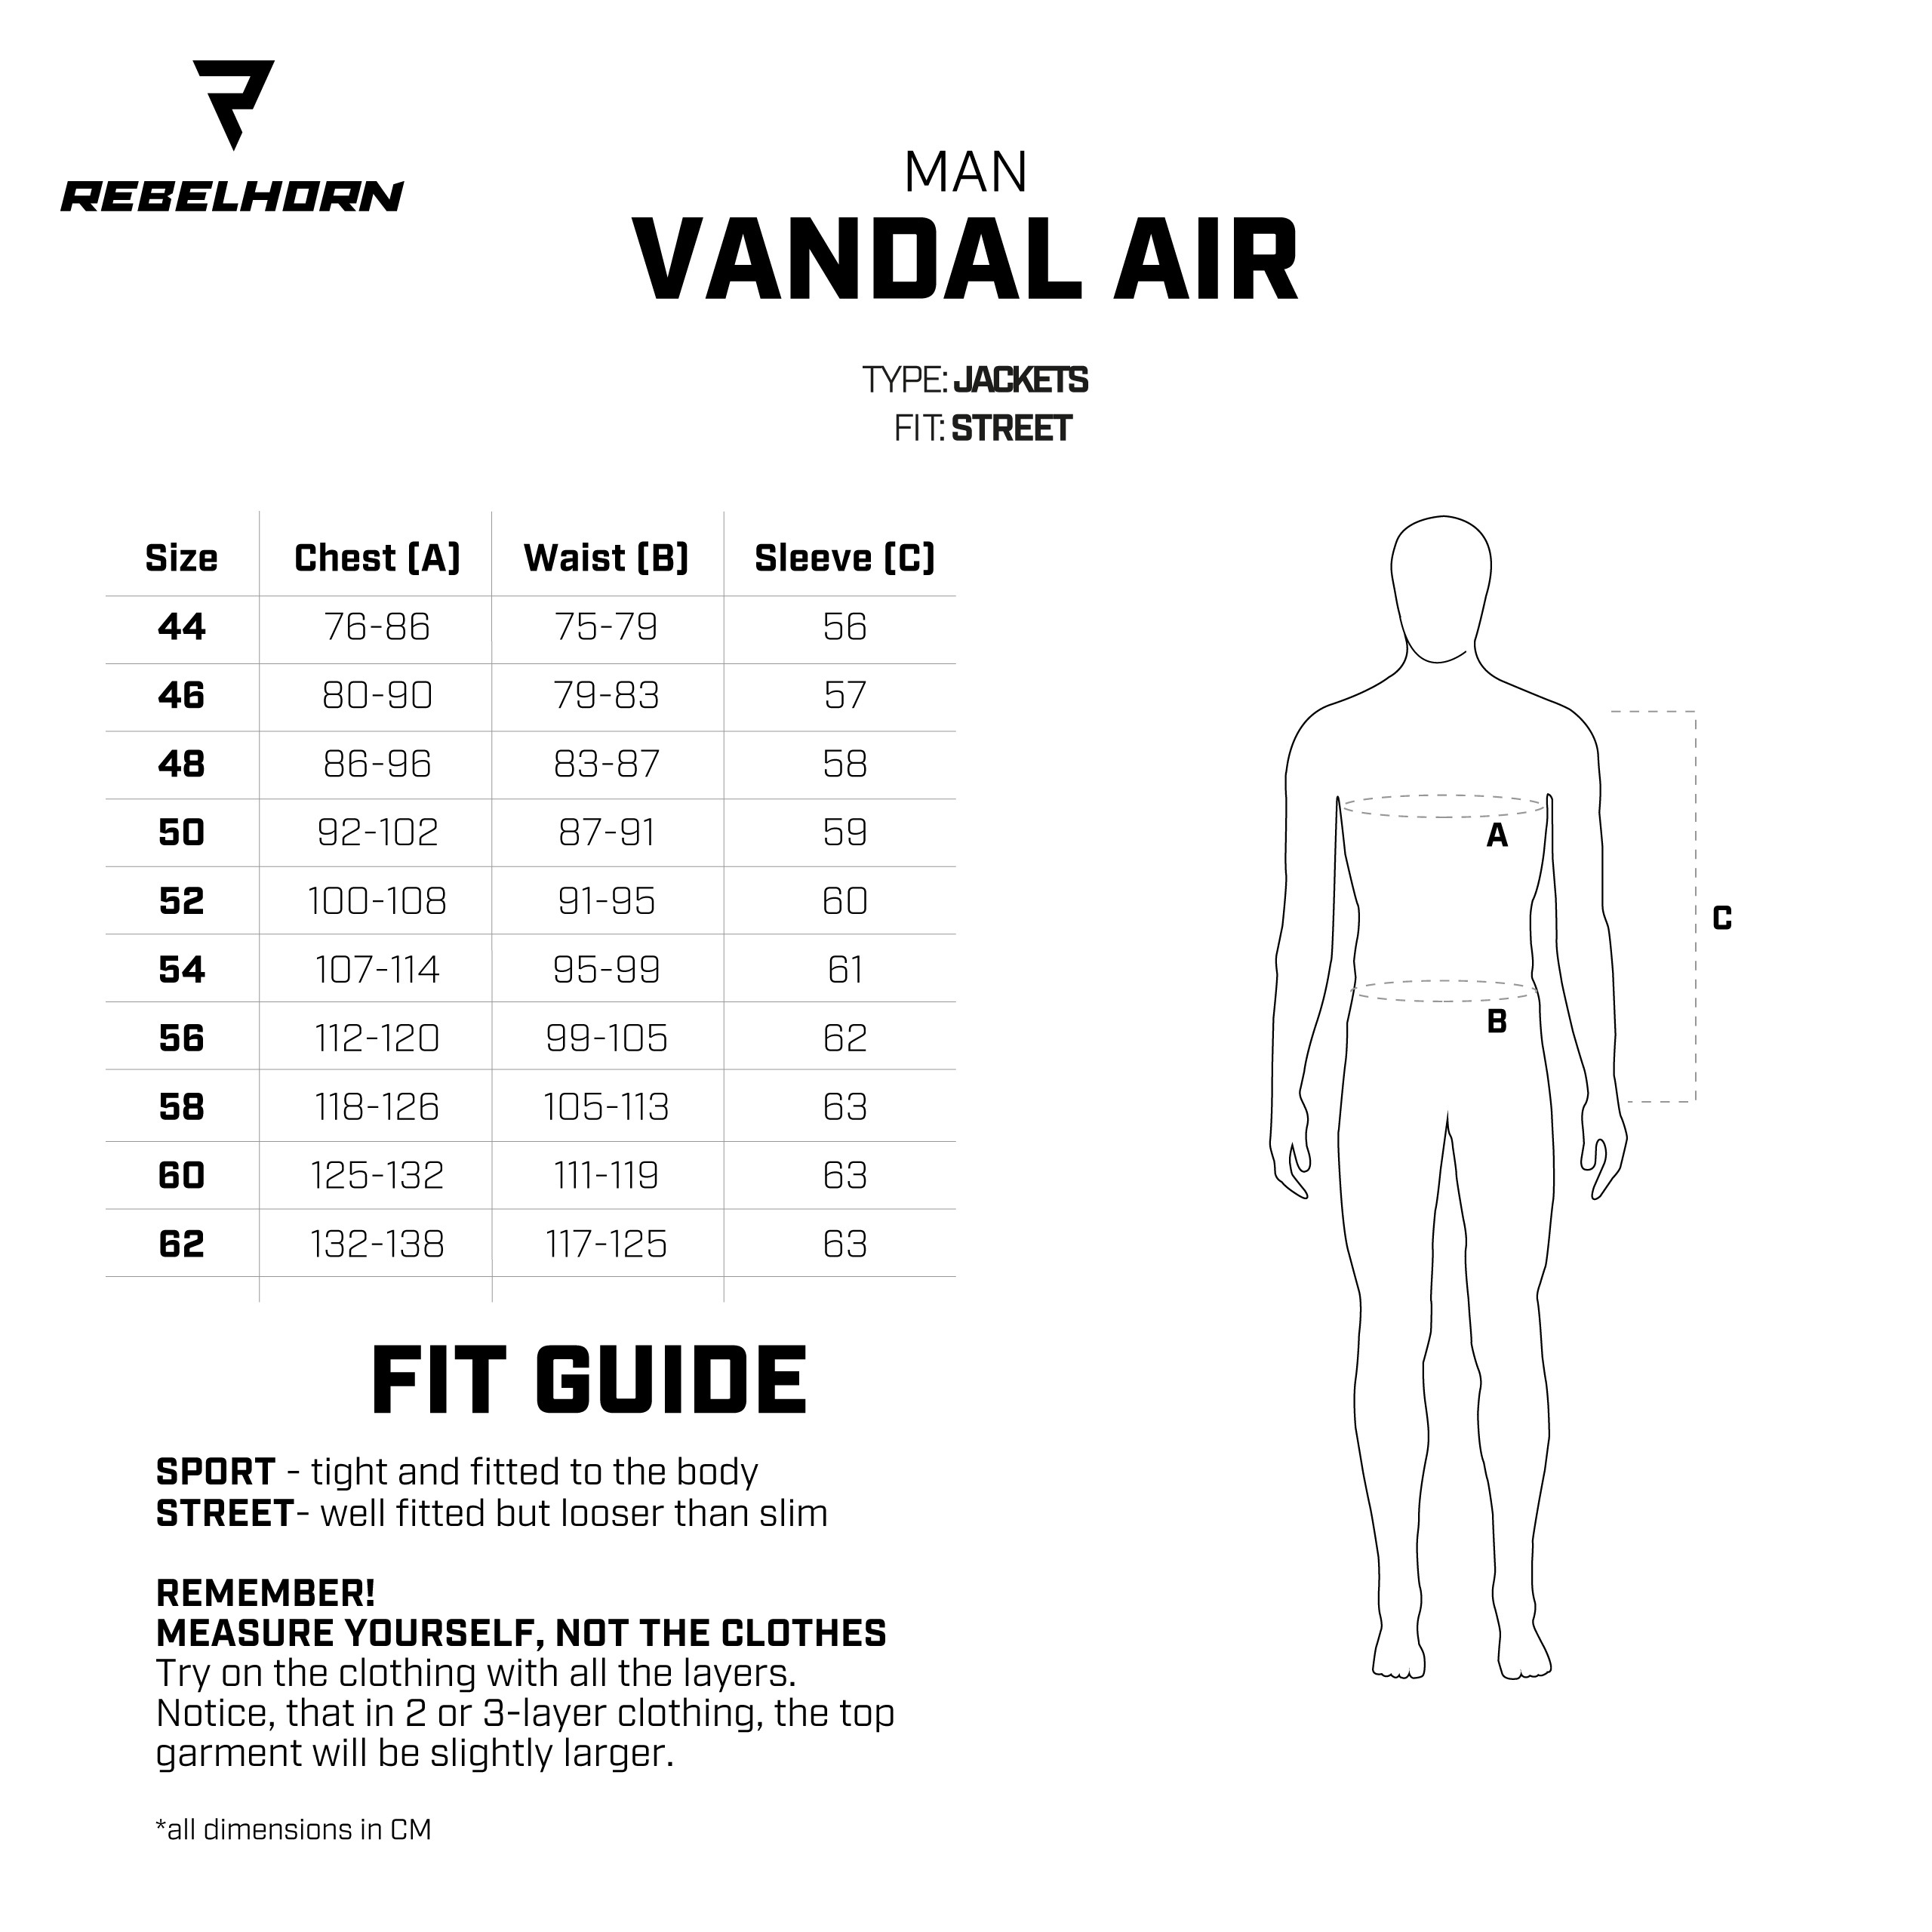 REBELHORN
MAN
VANDAL AIR
TYPE: JACKETS
FIT: STREET
Size Chest (A) Waist (B) Sleeve (C)
44 76-86 75-79 56
46 80-90 79-83 57
48 86-96 83-87 58
50 92-102 87-91 59
52 100-108 91-95 60
54 107-114 95-99 61
56 112-120 99-105 62
58 118-126 105-113 63
60 125-132 111-119 63
62 132-138 117-125 63
A
B
C
FIT GUIDE
SPORT - tight and fitted to the body
STREET- well fitted but looser than slim
REMEMBER!
MEASURE YOURSELF, NOT THE CLOTHES
Try on the clothing with all the layers.
Notice, that in 2 or 3-layer clothing, the top
garment will be slightly larger.
*all dimensions in CM